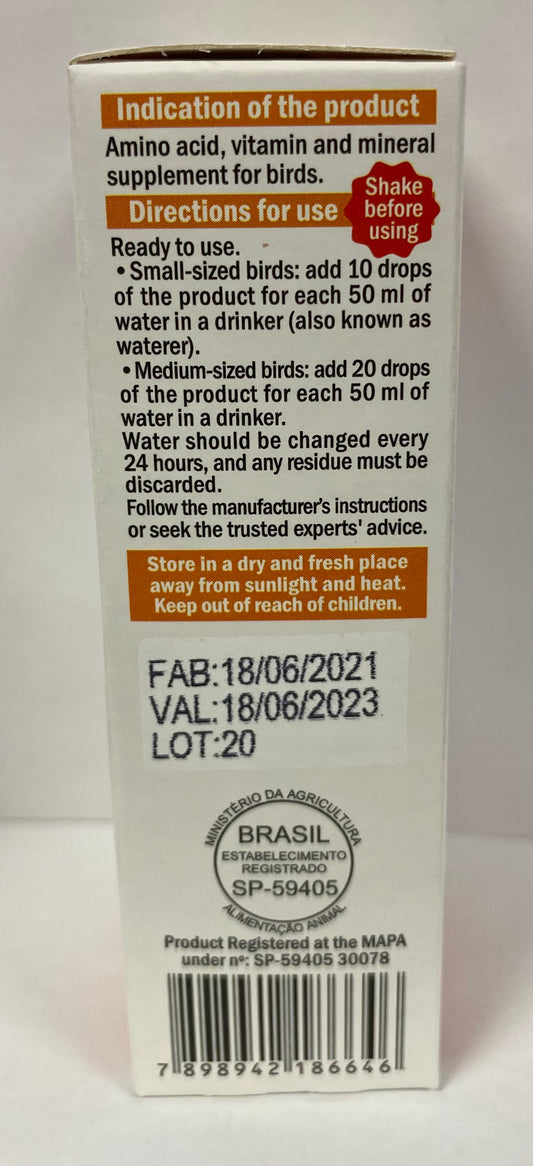 Indication of the product
Amino acid, vitamin and mineral
supplement for birds.
Directions for use
Shake
before
using
Ready to use.
• Small-sized birds: add 10 drops
of the product for each 50 ml of
water in a drinker (also known as
waterer).
• Medium-sized birds: add 20 drops
of the product for each 50 ml of
water in a drinker.
Water should be changed every
24 hours, and any residue must be
discarded.
Follow the manufacturer's instructions
or seek the trusted experts' advice.
Store in a dry and fresh place
away from sunlight and heat.
Keep out of reach of children.
FAB:18/06/2021
VAL:18/06/2023
LOT:20
MINISTÉRIO DA AGRICULTURA
BRASIL
ESTABELECIMENTO
REGISTRADO
SP-59405
ALIMENTAÇÃO ANIMAL
Product Registered at the MAPA
under nº: SP-59405 30078
7 898942 186646